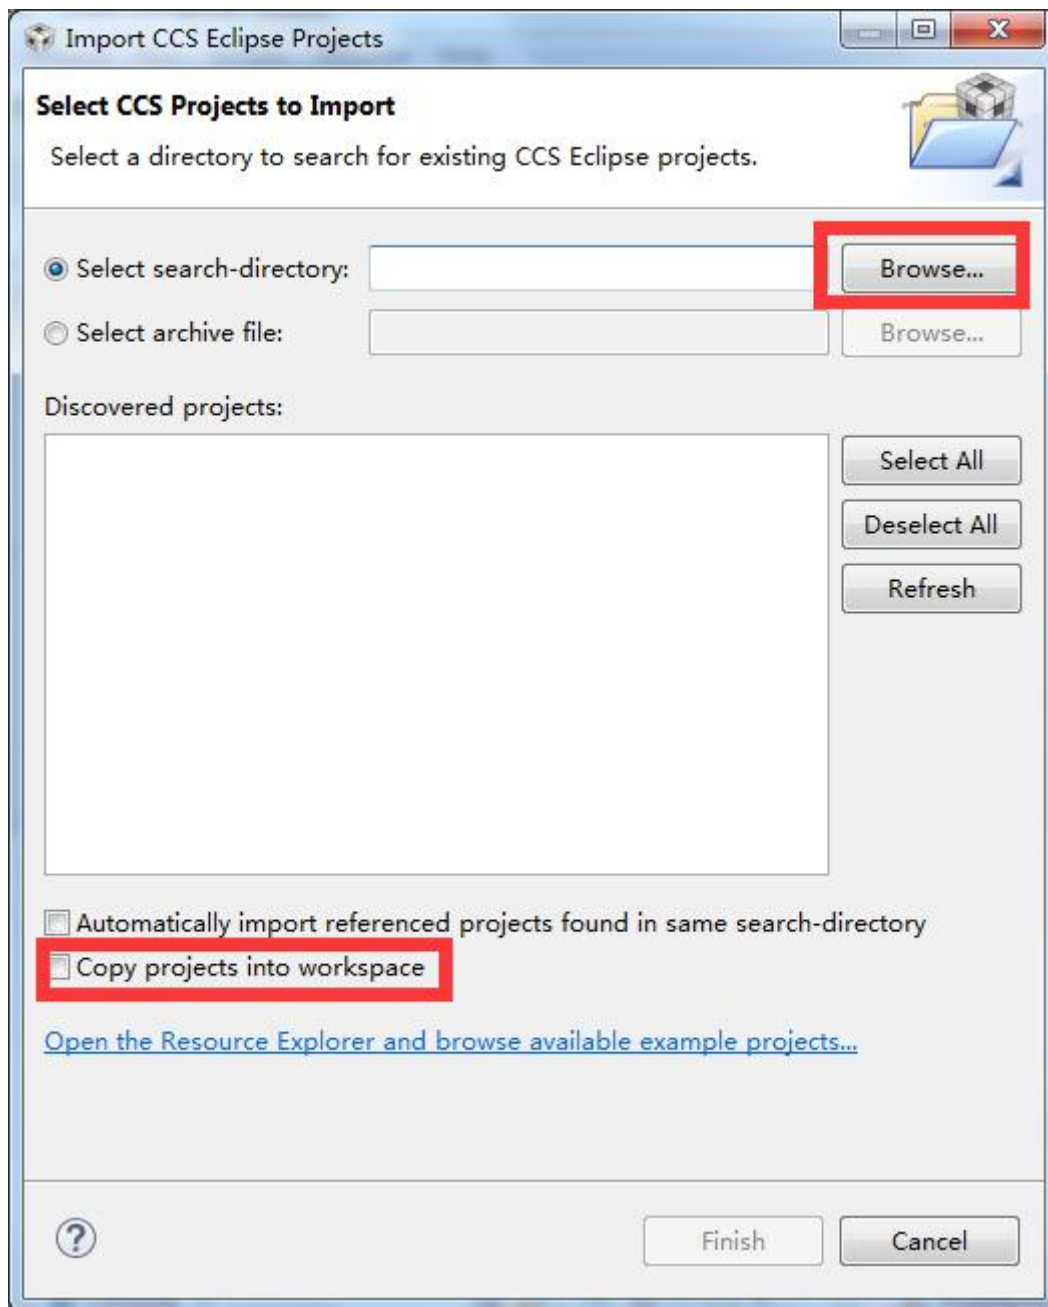 Import CCS Eclipse Projects
Select CCS Projects to Import
Select a directory to search for existing CCS Eclipse projects.
Select search-directory:
Browse...
Select archive file:
Browse...
Discovered projects:
Select All
Deselect All
Refresh
Automatically import referenced projects found in same search-directory
Copy projects into workspace
Open the Resource Explorer and browse available example projects...
?
Finish
Cancel